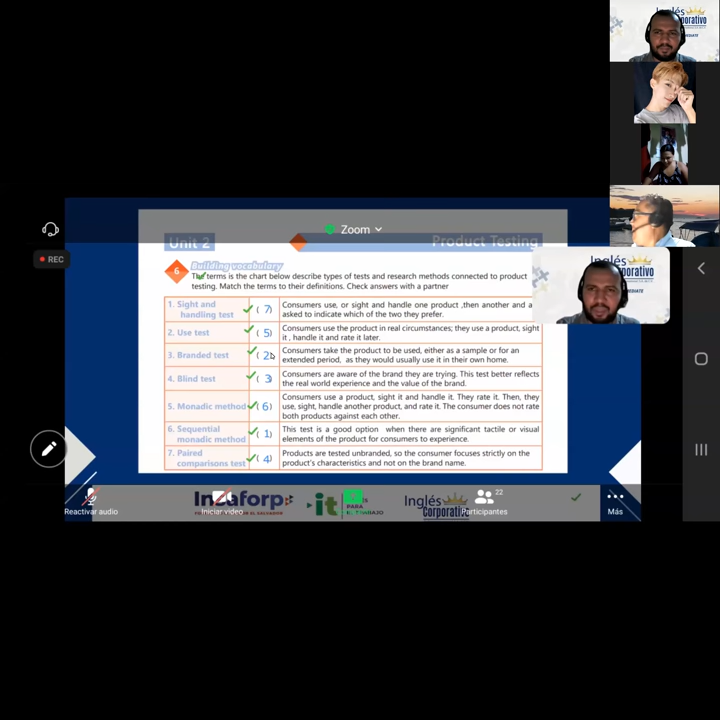 Inglés
Corporativo
Zoom
REC
Unit 2
Product Testing
6
Building vocabulary
The terms is the chart below describe types of tests and research methods connected to product
testing. Match the terms to their definitions. Check answers with a partner
1. Sight and
handling test
(7)
Consumers use, or sight and handle one product ,then another and a
asked to indicate which of the two they prefer.
2. Use test
(5)
Consumers use the product in real circumstances; they use a product, sight
it , handle it and rate it later.
3. Branded test
(2)
Consumers take the product to be used, either as a sample or for an
extended period, as they would usually use it in their own home.
4. Blind test
(3)
Consumers are aware of the brand they are trying. This test better reflects
the real world experience and the value of the brand.
5. Monadic method
(6)
Consumers use a product, sight it and handle it. They rate it. Then, they
use, sight, handle another product, and rate it. The consumer does not rate
both products against each other.
6. Sequential
monadic method
(1)
This test is a good option when there are significant tactile or visual
elements of the product for consumers to experience.
7. Paired
comparisons test
(4)
Products are tested unbranded, so the consumer focuses strictly on the
product's characteristics and not on the brand name.
Insaforp
it
PARA
Inglés
Corporativo
22
Reactivar audio
Iniciar video
Participantes
Más